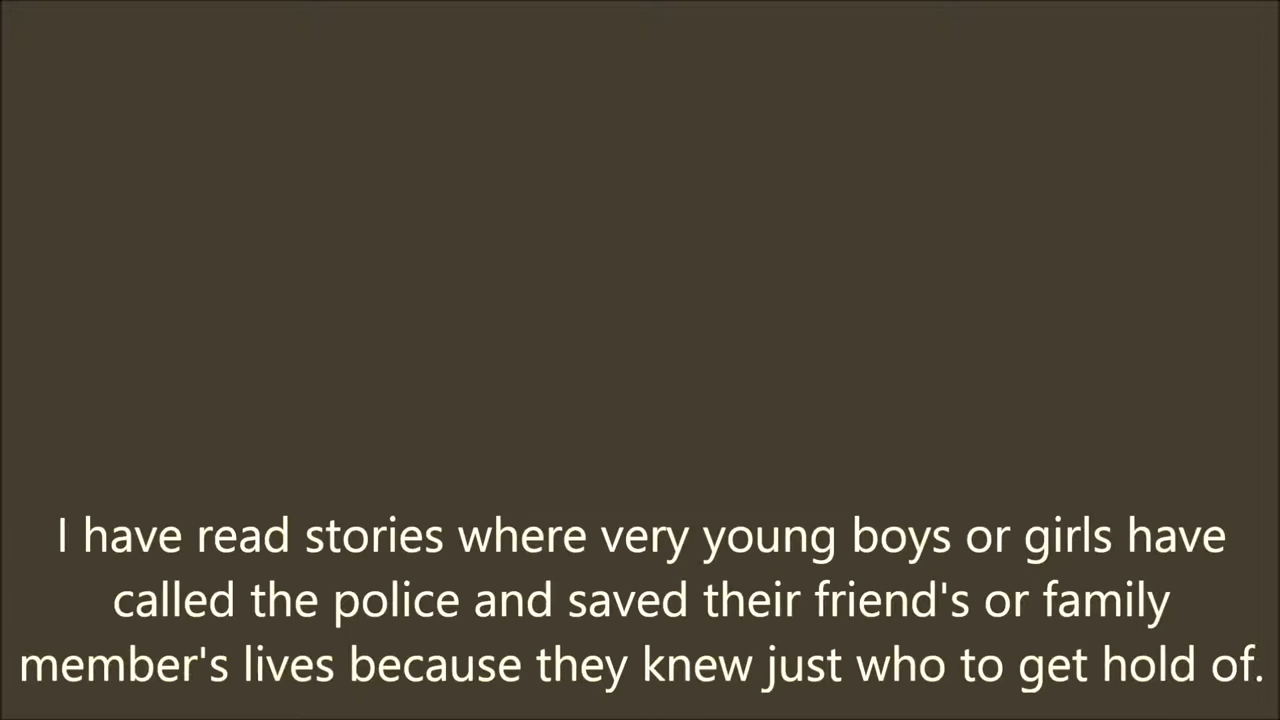 I have read stories where very young boys or girls have
called the police and saved their friend's or family
member's lives because they knew just who to get hold of.